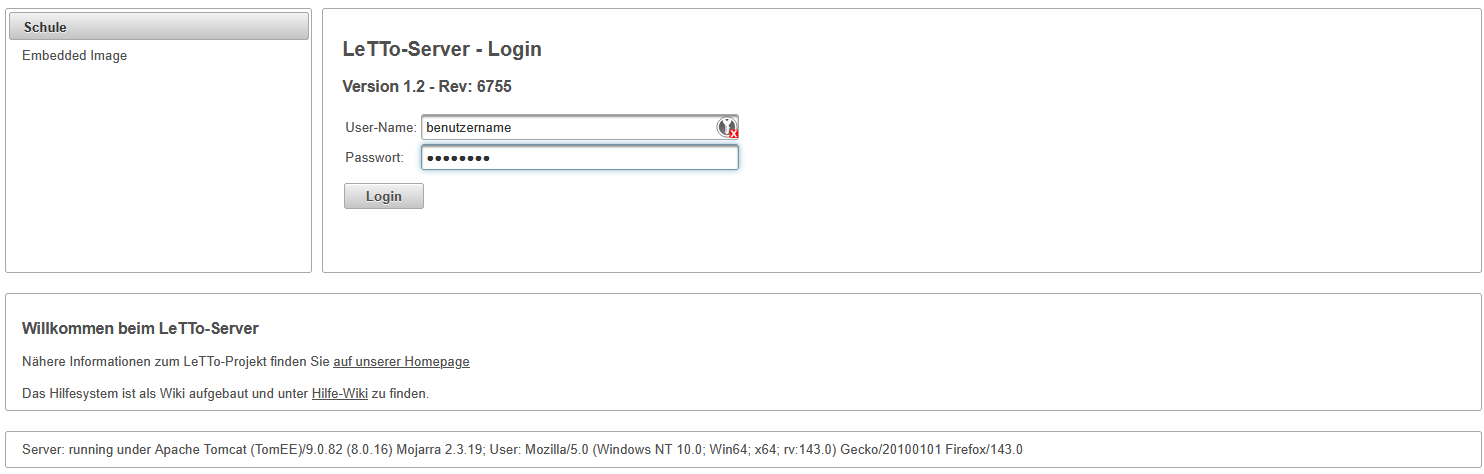 Schule
Embedded Image
LeTTo-Server - Login
Version 1.2 - Rev: 6755
User-Name: benutzername
Passwort: ••••••••
Login
Willkommen beim LeTTo-Server
Nähere Informationen zum LeTTo-Projekt finden Sie auf unserer Homepage
Das Hilfesystem ist als Wiki aufgebaut und unter Hilfe-Wiki zu finden.
Server: running under Apache Tomcat (TomEE)/9.0.82 (8.0.16) Mojarra 2.3.19; User: Mozilla/5.0 (Windows NT 10.0; Win64; x64; rv:143.0) Gecko/20100101 Firefox/143.0